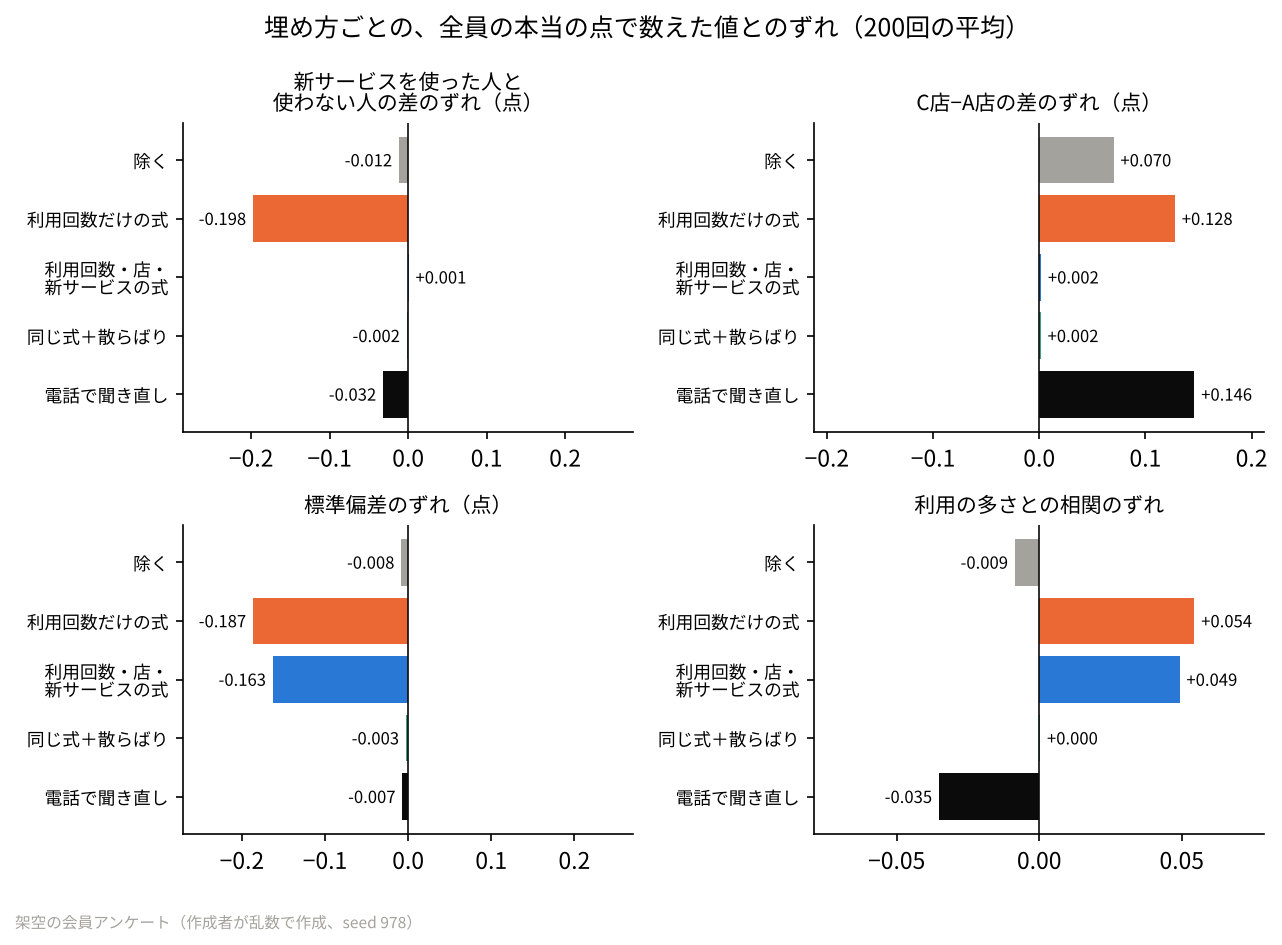 埋め方ごとの、全員の本当の点で数えた値とのずれ（200回の平均）
新サービスを使った人と
使わない人の差のずれ（点）
除く
-0.012
利用回数だけの式
-0.198
利用回数・店・
新サービスの式
+0.001
同じ式＋散らばり
-0.002
電話で聞き直し
-0.032
−0.2 −0.1 0.0 0.1 0.2
C店−A店の差のずれ（点）
除く
+0.070
利用回数だけの式
+0.128
利用回数・店・
新サービスの式
+0.002
同じ式＋散らばり
+0.002
電話で聞き直し
+0.146
−0.2 −0.1 0.0 0.1 0.2
標準偏差のずれ（点）
除く
-0.008
利用回数だけの式
-0.187
利用回数・店・
新サービスの式
-0.163
同じ式＋散らばり
-0.003
電話で聞き直し
-0.007
−0.2 −0.1 0.0 0.1 0.2
利用の多さとの相関のずれ
除く
-0.009
利用回数だけの式
+0.054
利用回数・店・
新サービスの式
+0.049
同じ式＋散らばり
+0.000
電話で聞き直し
-0.035
−0.05 0.00 0.05
架空の会員アンケート（作成者が乱数で作成、seed 978）